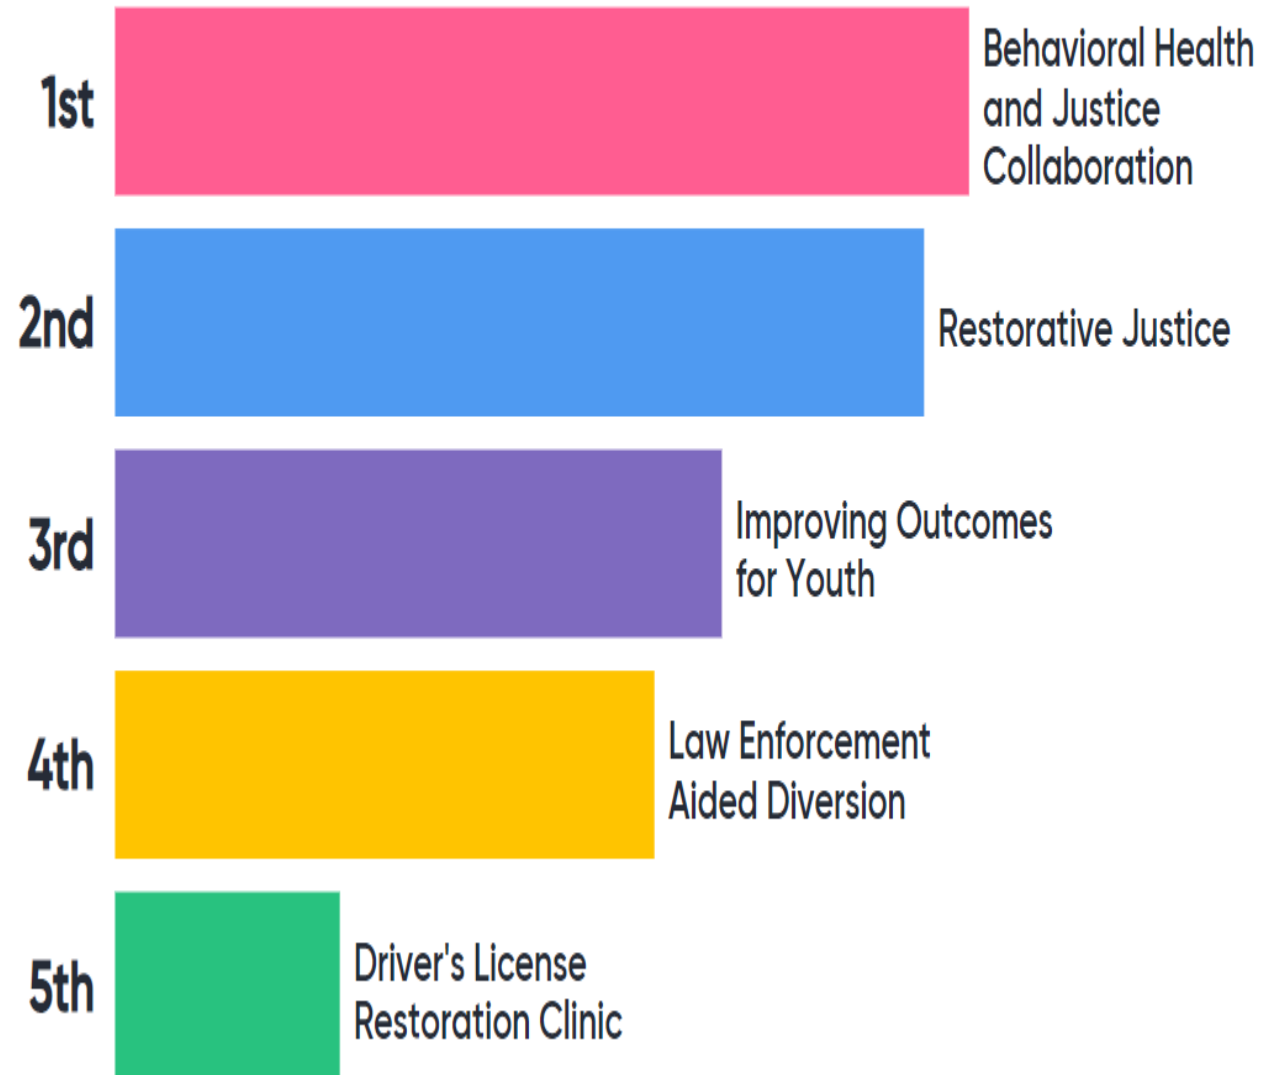 1st
Behavioral Health
and Justice
Collaboration
2nd
Restorative Justice
3rd
Improving Outcomes
for Youth
4th
Law Enforcement
Aided Diversion
5th
Driver's License
Restoration Clinic